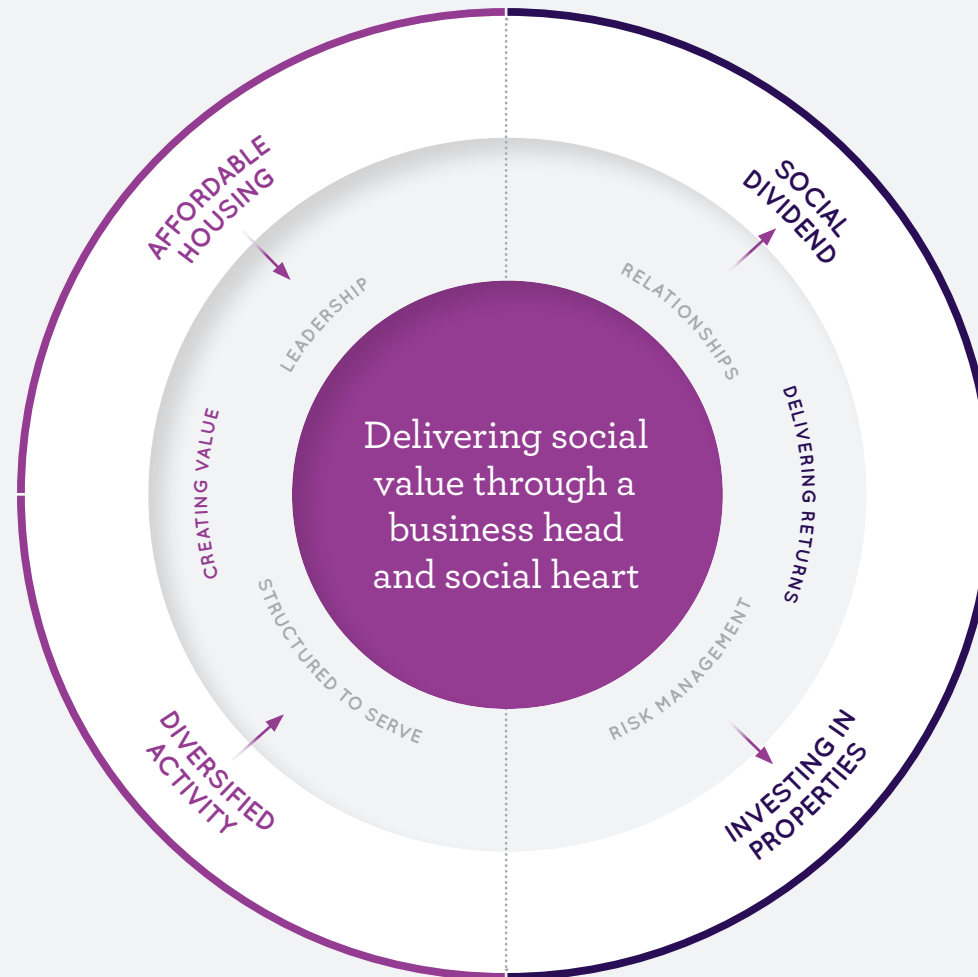 AFFORDABLE
HOUSING
SOCIAL
DIVIDEND
LEADERSHIP
RELATIONSHIPS
CREATING VALUE
Delivering social
value through a
business head
and social heart
DELIVERING RETURNS
STRUCTURED TO SERVE
RISK MANAGEMENT
DIVERSIFIED
ACTIVITY
INVESTING IN
PROPERTIES